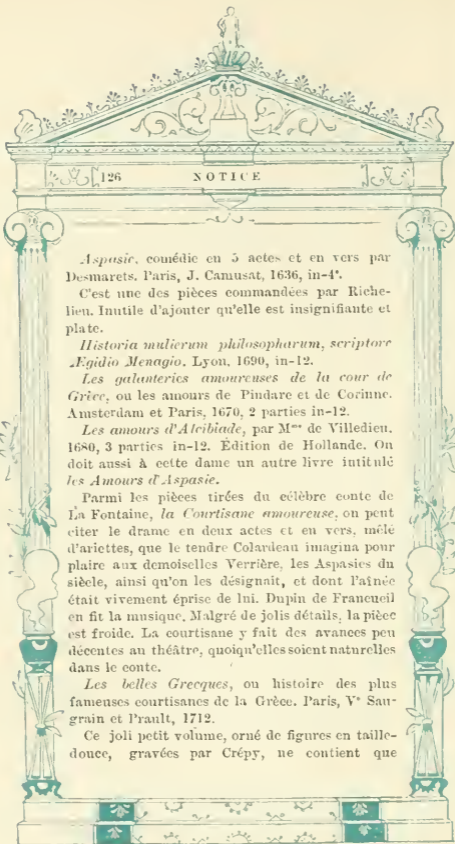 126 NOTICE
Aspasie, comédie en 5 actes et en vers par
Desmarets. Paris, J. Camusat, 1636, in-4°.
C'est une des pièces commandées par Riche-
lieu. Inutile d'ajouter qu'elle est insignifiante et
plate.
Historia mulierum philosopharum, scriptore
Ægidio Menagio. Lyon, 1690, in-12.
Les galanteries amoureuses de la cour de
Grèce, ou les amours de Pindare et de Corinne.
Amsterdam et Paris, 1670, 2 parties in-12.
Les amours d'Alcibiade, par Mme de Villedieu.
1680, 3 parties in-12. Édition de Hollande. On
doit aussi à cette dame un autre livre intitulé
les Amours d'Aspasie.
Parmi les pièces tirées du célèbre conte de
La Fontaine, la Courtisane amoureuse, on peut
citer le drame en deux actes et en vers, mêlé
d'ariettes, que le tendre Colardeau imagina pour
plaire aux demoiselles Verrière, les Aspasies du
siècle, ainsi qu'on les désignait, et dont l'aînée
était vivement éprise de lui. Dupin de Francueil
en fit la musique. Malgré de jolis détails, la pièce
est froide. La courtisane y fait des avances peu
décentes au théâtre, quoiqu'elles soient naturelles
dans le conte.
Les belles Grecques, ou histoire des plus
fameuses courtisanes de la Grèce. Paris, Ve Sau-
grain et Prault, 1712.
Ce joli petit volume, orné de figures en taille-
douce, gravées par Crépy, ne contient que